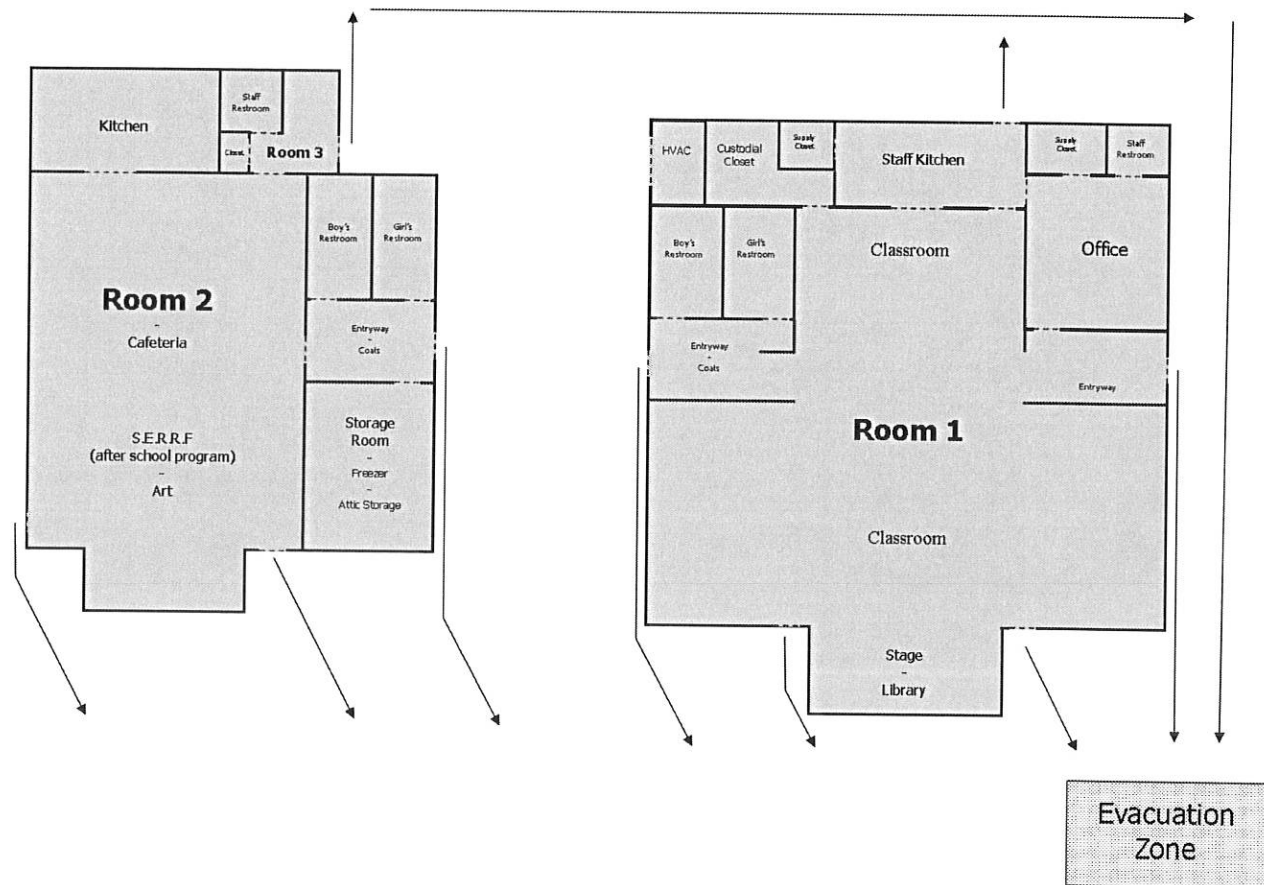 Kitchen
Staff
Restroom
Closet
Room 3
Boy's
Restroom
Girl's
Restroom
Room 2
-
Cafeteria
S.E.R.R.F
(after school program)
-
Art
Entryway
-
Coats
Storage
Room
-
Freezer
-
Attic Storage
HVAC
Custodial
Closet
Supply
Closet
Staff Kitchen
Supply
Closet
Staff
Restroom
Boy's
Restroom
Girl's
Restroom
Classroom
Office
Entryway
-
Coats
Entryway
Room 1
Classroom
Stage
-
Library
Evacuation
Zone